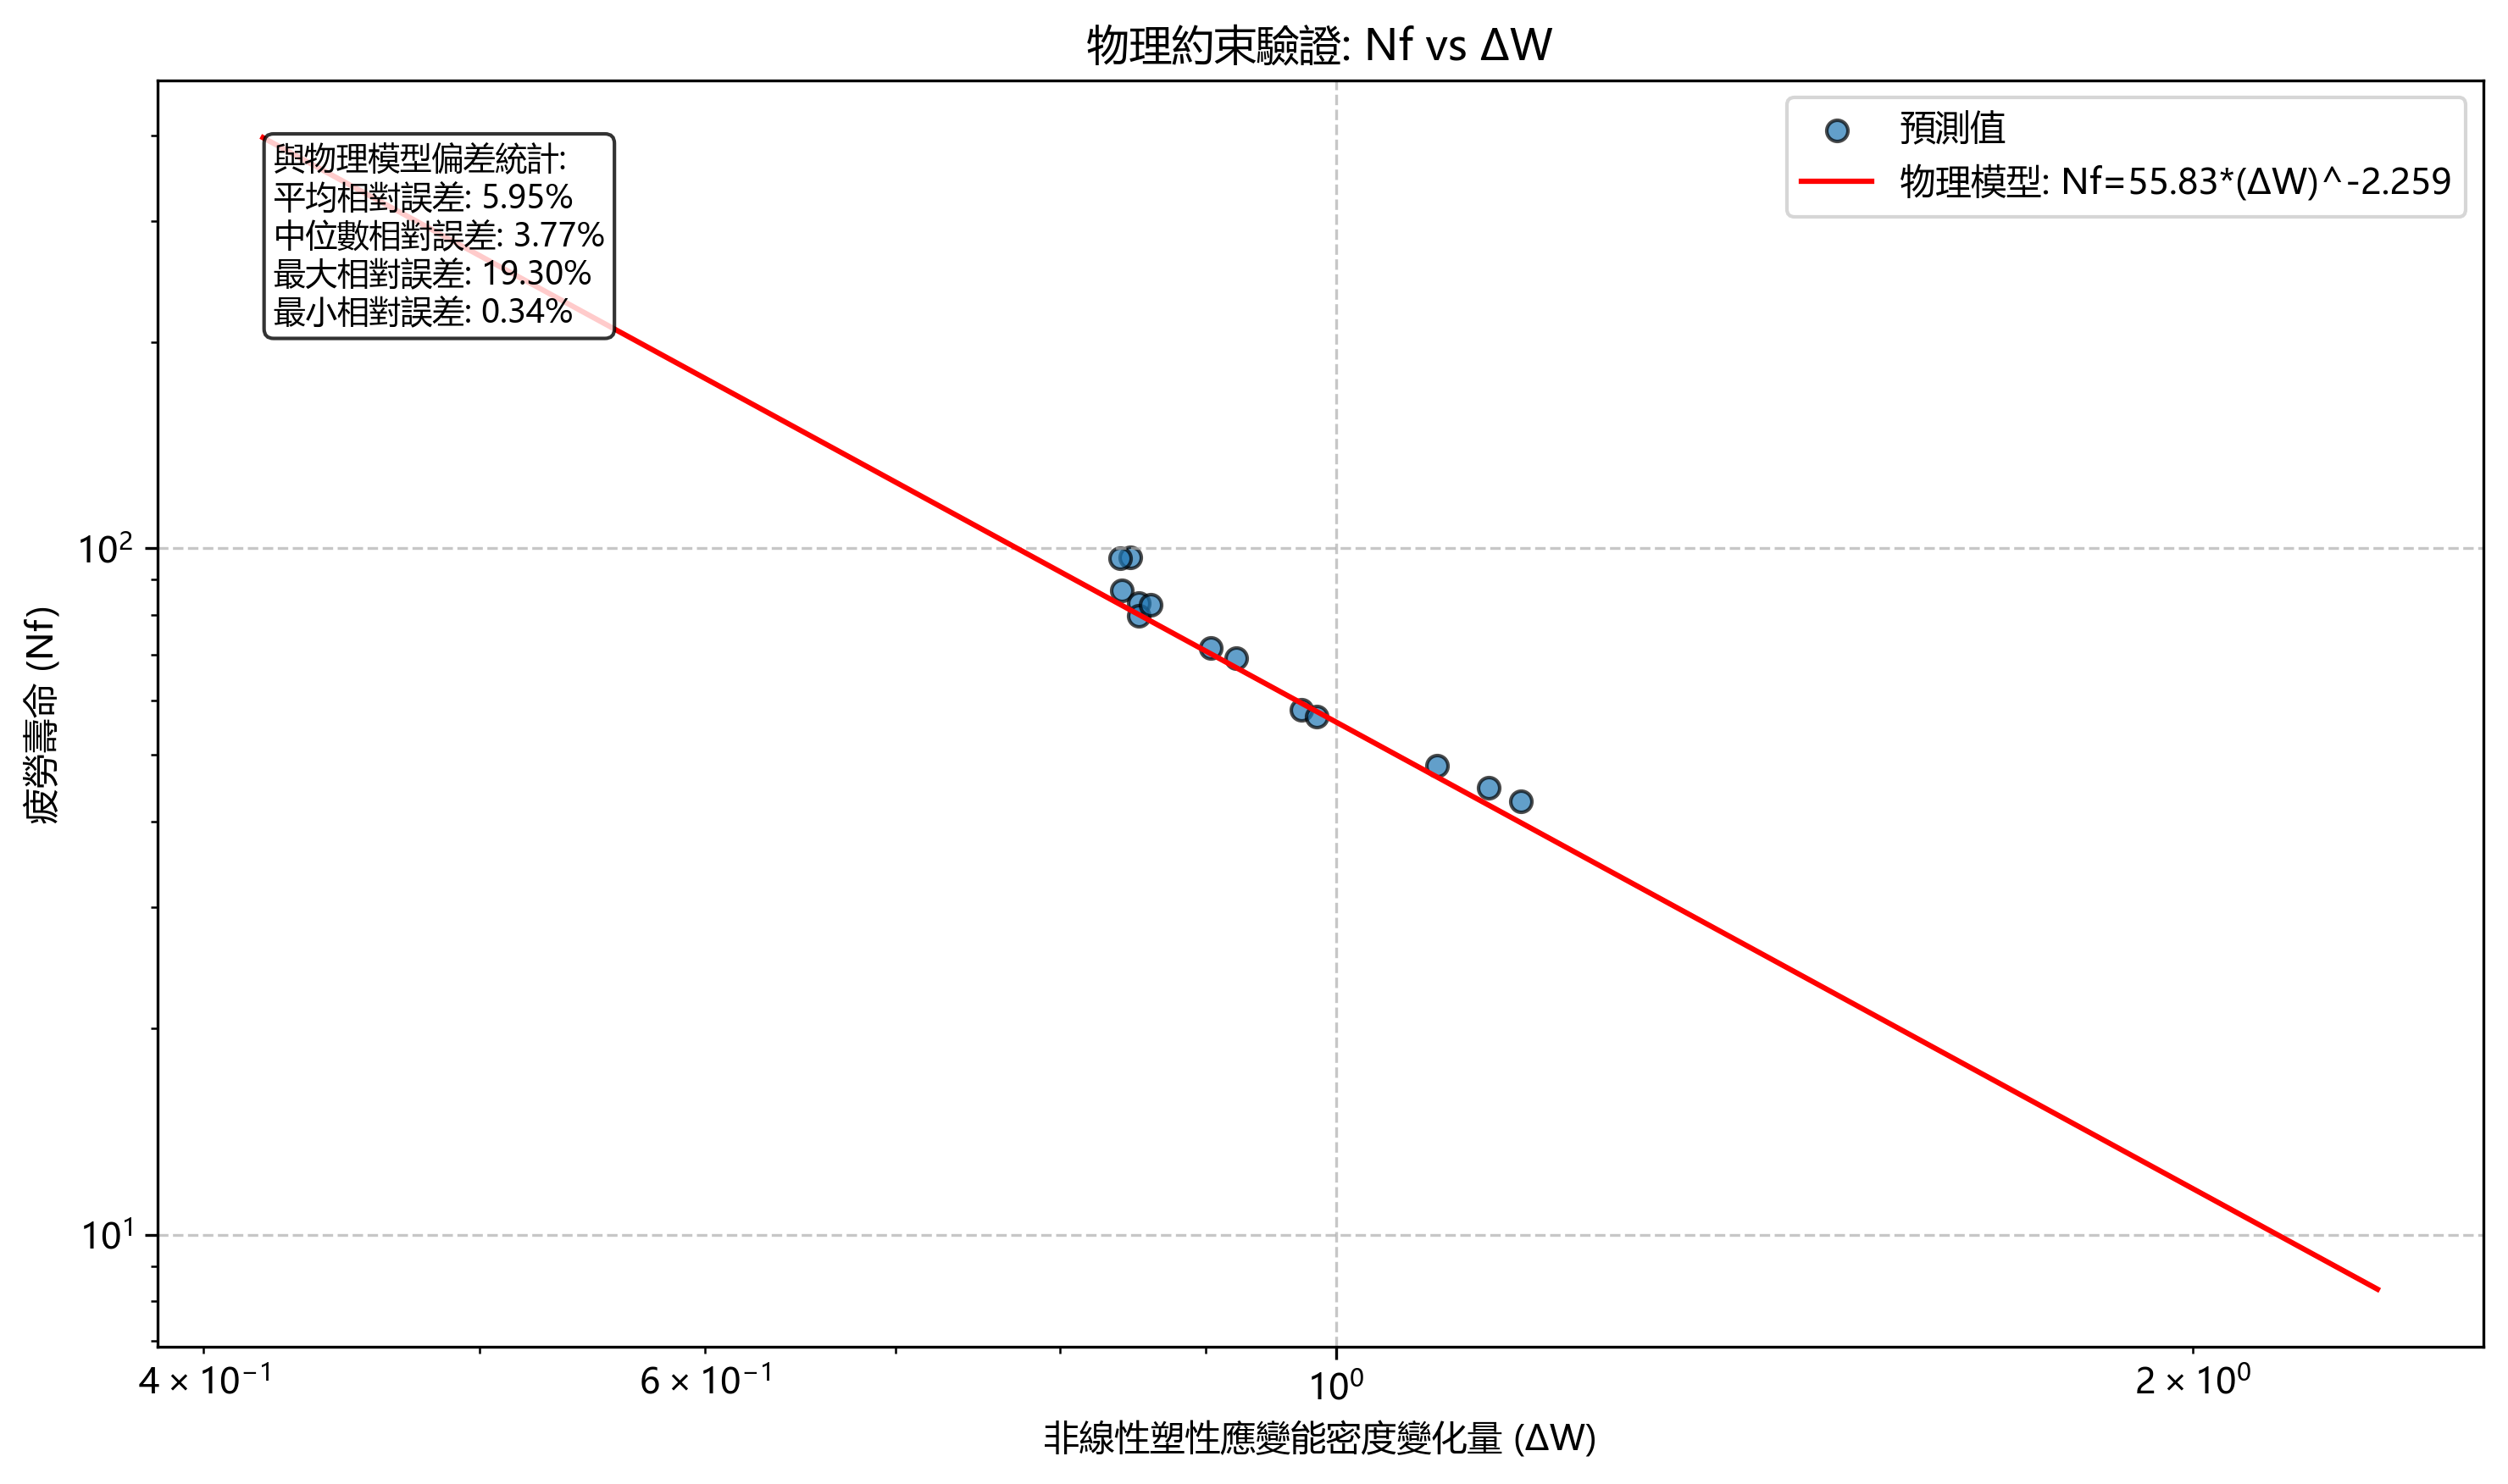 物理約束驗證: Nf vs ΔW
預測值
物理模型: Nf=55.83*(ΔW)^-2.259
與物理模型偏差統計:
平均相對誤差: 5.95%
中位數相對誤差: 3.77%
最大相對誤差: 19.30%
最小相對誤差: 0.34%
疲勞壽命 (Nf)
10²
10¹
4 × 10⁻¹
6 × 10⁻¹
10⁰
2 × 10⁰
非線性塑性應變能密度變化量 (ΔW)